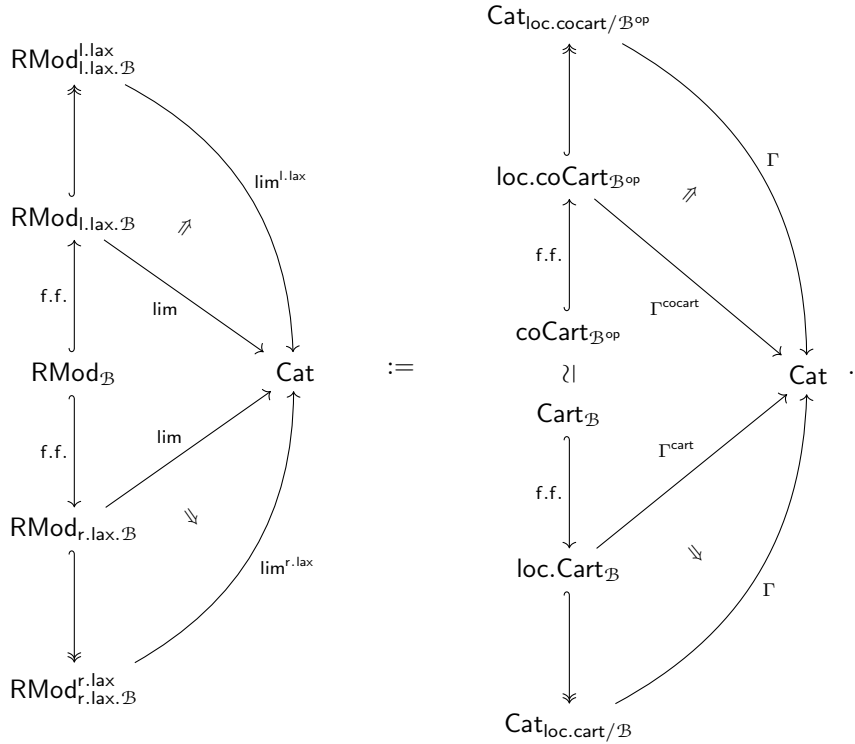 RMod^{l.lax}_{l.lax.ℬ}
lim^{l.lax}
RMod_{l.lax.ℬ}
⇗
f.f.
lim
RMod_ℬ
Cat
f.f.
lim
RMod_{r.lax.ℬ}
⇘
lim^{r.lax}
RMod^{r.lax}_{r.lax.ℬ}
:=
Cat_{loc.cocart/ℬ^{op}}
Γ
loc.coCart_{ℬ^{op}}
⇗
f.f.
Γ^{cocart}
coCart_{ℬ^{op}}
≀|
Cat
.
Cart_ℬ
f.f.
Γ^{cart}
loc.Cart_ℬ
⇘
Γ
Cat_{loc.cart/ℬ}